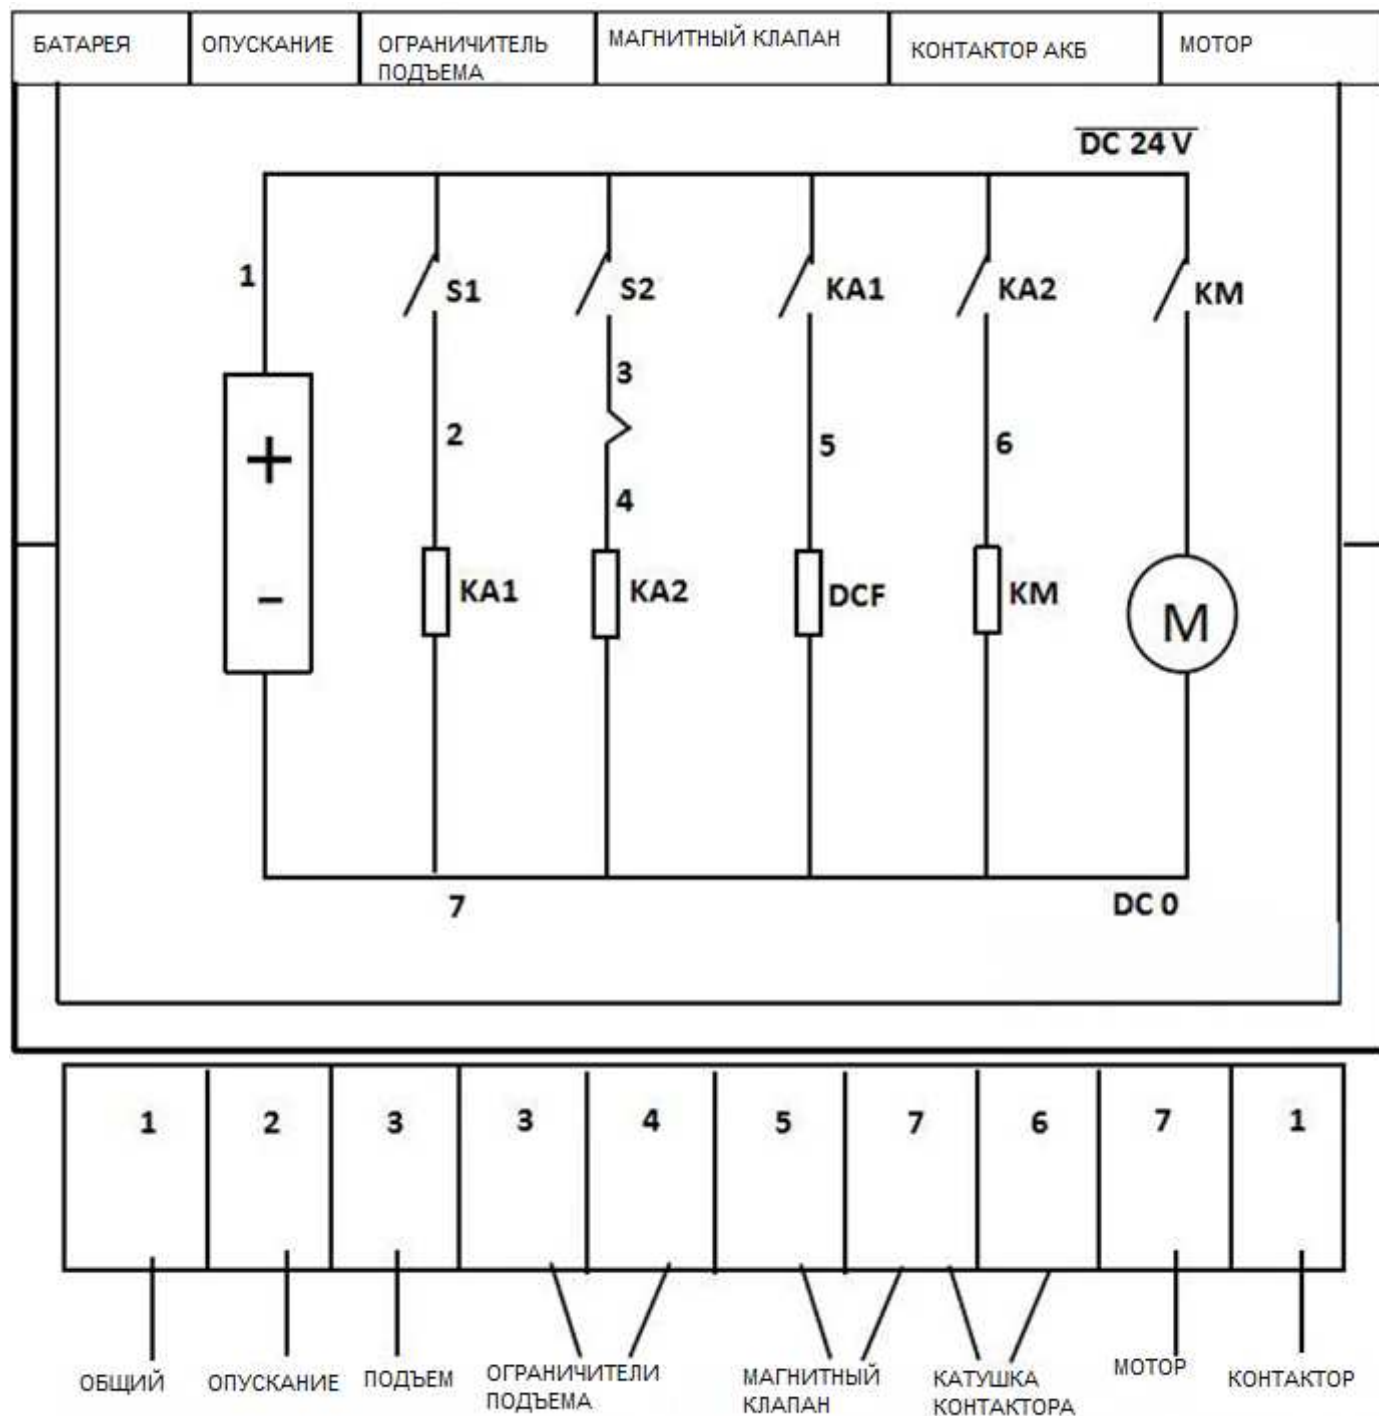 БАТАРЕЯ
ОПУСКАНИЕ
ОГРАНИЧИТЕЛЬ
ПОДЪЕМА
МАГНИТНЫЙ КЛАПАН
КОНТАКТОР АКБ
МОТОР
DC 24 V
1
S1
S2
KA1
KA2
KM
3
2
5
6
4
+
-
KA1
KA2
DCF
KM
M
7
DC 0
1 2 3 3 4 5 7 6 7 1
ОБЩИЙ
ОПУСКАНИЕ
ПОДЪЕМ
ОГРАНИЧИТЕЛИ
ПОДЪЕМА
МАГНИТНЫЙ
КЛАПАН
КАТУШКА
КОНТАКТОРА
МОТОР
КОНТАКТОР